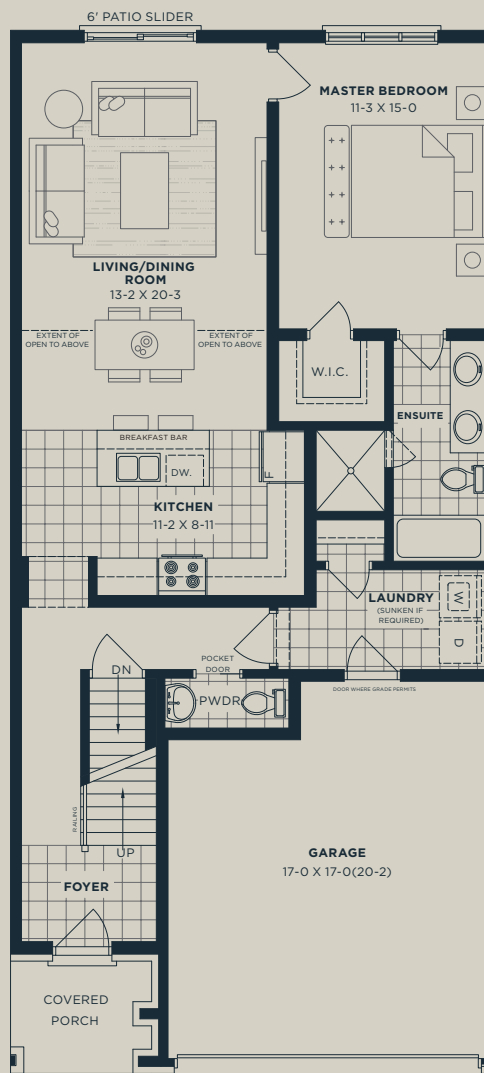 6' PATIO SLIDER
MASTER BEDROOM
11-3 X 15-0
LIVING/DINING
ROOM
13-2 X 20-3
EXTENT OF
OPEN TO ABOVE
EXTENT OF
OPEN TO ABOVE
W.I.C.
ENSUITE
BREAKFAST BAR
DW.
F
KITCHEN
11-2 X 8-11
LAUNDRY
(SUNKEN IF
REQUIRED)
W
D
POCKET
DOOR
DN
PWDR
DOOR WHERE GRADE PERMITS
RAILING
UP
GARAGE
17-0 X 17-0(20-2)
FOYER
COVERED
PORCH